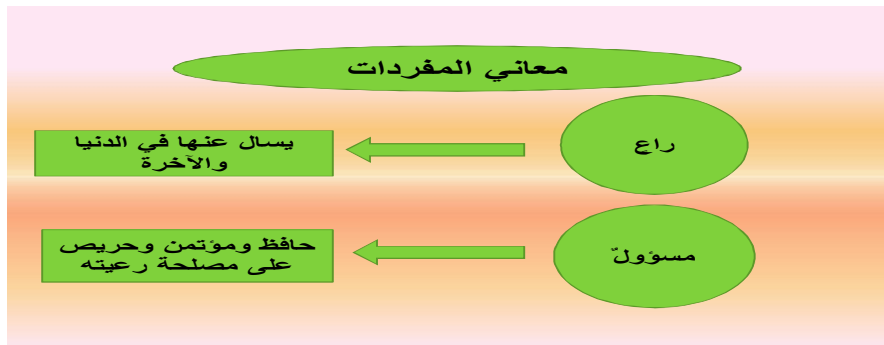 معاني المفردات
راعٍ
يسال عنها في الدنيا
والآخرة
مسؤولّ
حافظ ومؤتمن وحريص
على مصلحة رعيته